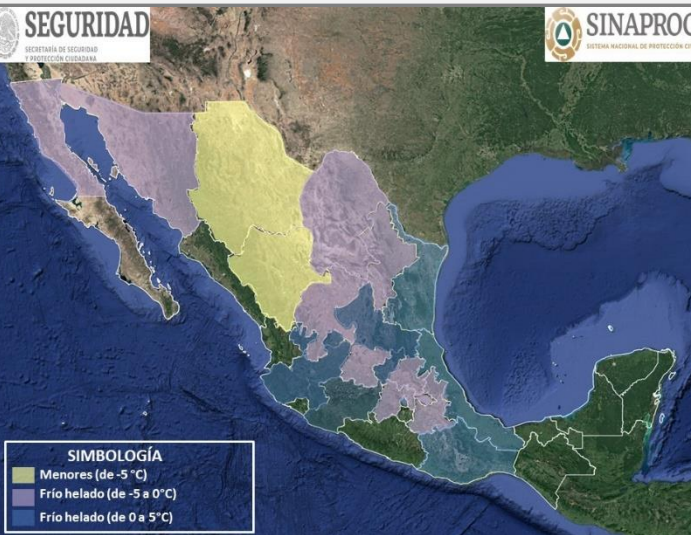 SEGURIDAD
SECRETARÍA DE SEGURIDAD
Y PROTECCIÓN CIUDADANA
SINAPROC
SISTEMA NACIONAL DE PROTECCIÓN CI
SIMBOLOGÍA
Menores (de -5 °C)
Frío helado (de -5 a 0°C)
Frío helado (de 0 a 5°C)